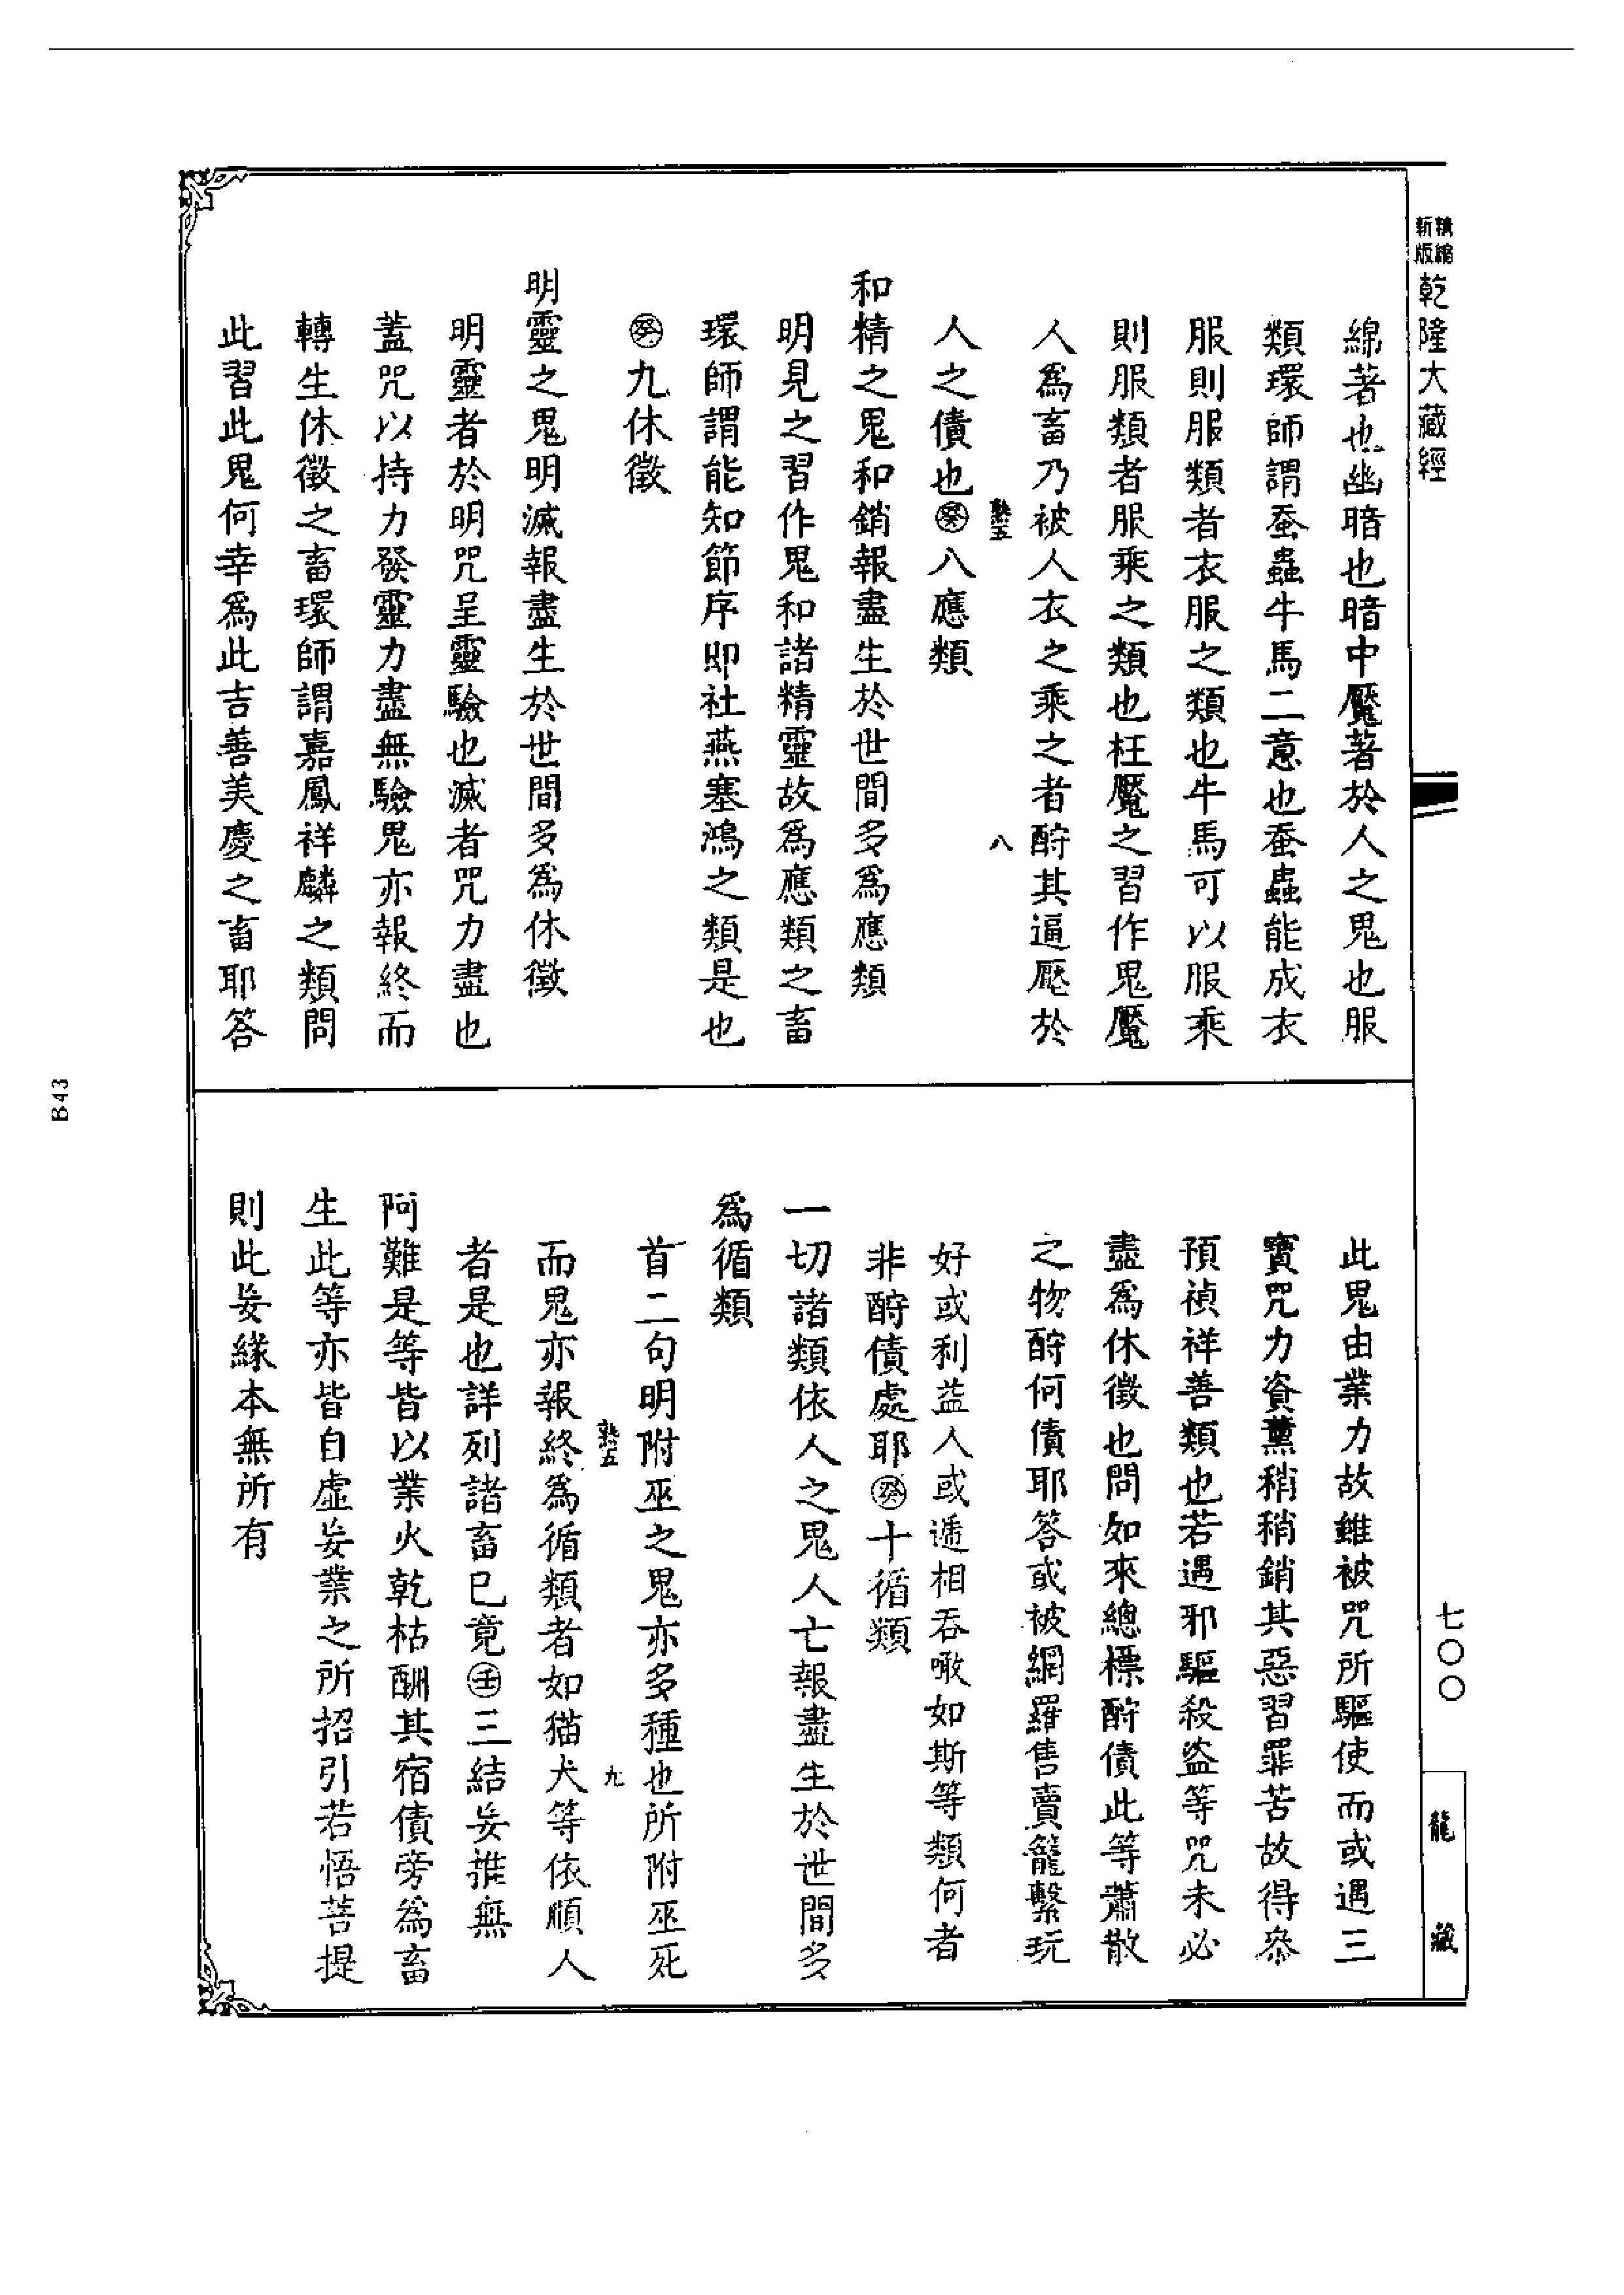 精縮
新版
乾隆大藏經
綿著也幽暗也暗中魘著於人之鬼也服
類環師謂蚕蟲牛馬二意也蚕蟲能成衣
服則服類者衣服之類也牛馬可以服乘
則服類者服乘之類也枉魘之習作鬼魘
人為畜乃被人衣之乘之者酧其逼壓於
熟五
八
人之債也㊝八應類
和精之鬼和銷報盡生於世間多為應類
明見之習作鬼和諸精靈故為應類之畜
環師謂能知節序即社燕塞鴻之類是也
癸九休徵
明靈之鬼明滅報盡生於世間多為休徵
明靈者於明咒呈靈驗也滅者咒力盡也
蓋咒以持力發靈力盡無驗鬼亦報終而
轉生休徵之畜環師謂嘉鳳祥麟之類問
此習此鬼何幸為此吉善美慶之畜耶答
此鬼由業力故雖被咒所驅使而或遇三
寶咒力資薰稍稍銷其惡習罪苦故得叅
預禎祥善類也若遇邪驅殺盜等咒未必
盡為休徵也問如來總標酧債此等蕭散
之物酧何債耶答或被網羅售賣籠繫玩
好或利益人或遞相吞噉如斯等類何者
非酧債處耶癸十循類
一切諸類依人之鬼人亡報盡生於世間多
為循類
首二句明附巫之鬼亦多種也所附巫死
熟五
九
而鬼亦報終為循類者如猫犬等依順人
者是也詳列諸畜已竟壬三結妄推無
阿難是等皆以業火乾枯酬其宿債旁為畜
生此等亦皆自虛妄業之所招引若悟菩提
則此妄緣本無所有
七〇〇
龍藏
B43